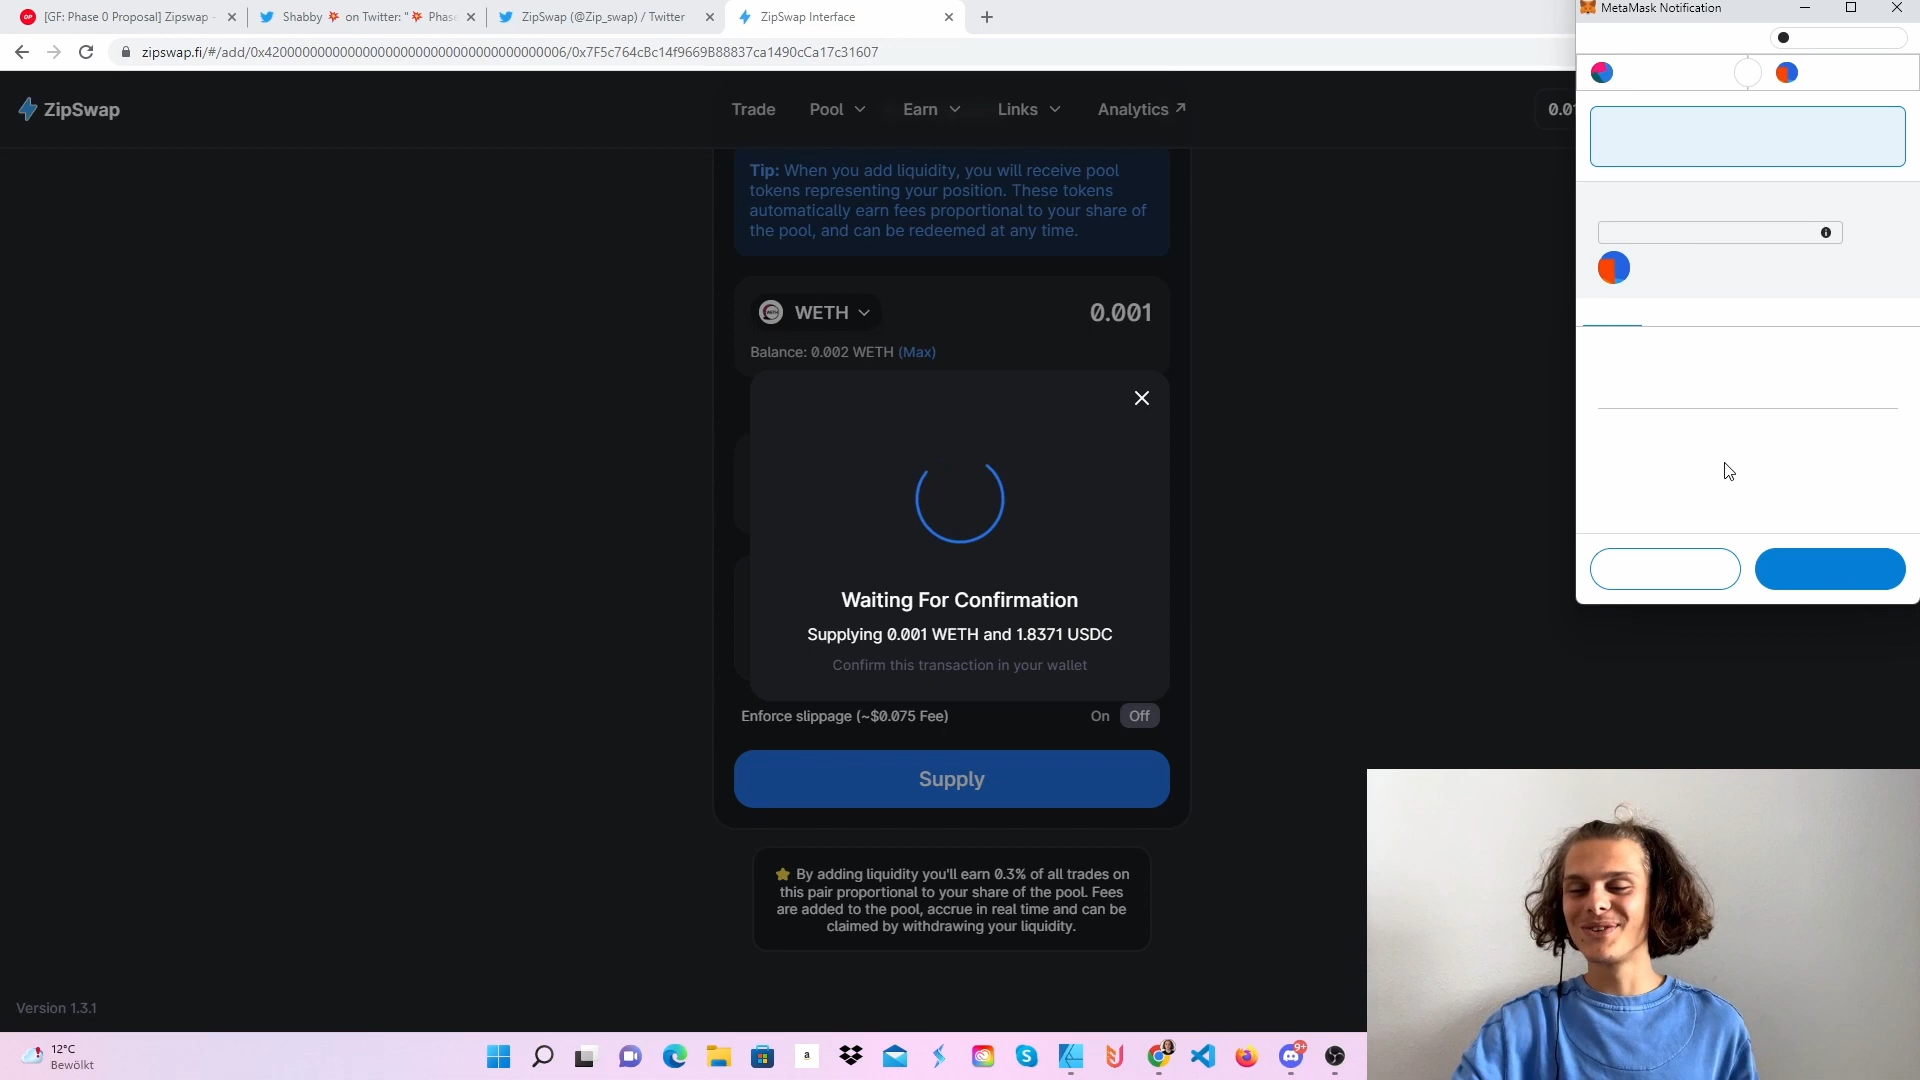 [GF: Phase 0 Proposal] Zipswap -
Shabby 💥 on Twitter: "💥 Phase
ZipSwap (@Zip_swap) / Twitter
ZipSwap Interface
MetaMask Notification
zipswap.fi/#/add/0x4200000000000000000000000000000000000006/0x7F5c764cBc14f9669B88837ca1490cCa17c31607
ZipSwap
Trade
Pool
Earn
Links
Analytics ↗
Tip: When you add liquidity, you will receive pool
tokens representing your position. These tokens
automatically earn fees proportional to your share of
the pool, and can be redeemed at any time.
WETH
0.001
Balance: 0.002 WETH (Max)
Waiting For Confirmation
Supplying 0.001 WETH and 1.8371 USDC
Confirm this transaction in your wallet
Enforce slippage (~$0.075 Fee)
On Off
Supply
⭐ By adding liquidity you'll earn 0.3% of all trades on
this pair proportional to your share of the pool. Fees
are added to the pool, accrue in real time and can be
claimed by withdrawing your liquidity.
Version 1.3.1
12°C
Bewölkt
9+